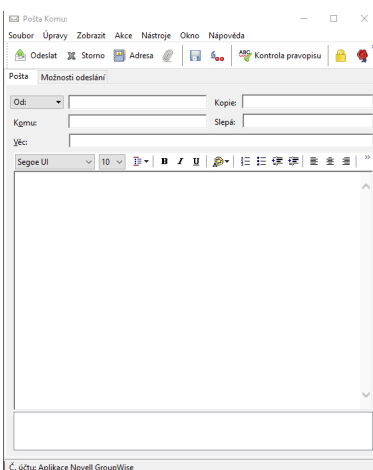 Pošta Komu:
Soubor Úpravy Zobrazit Akce Nástroje Okno Nápověda
Odeslat Storno Adresa ABC Kontrola pravopisu »
Pošta Možnosti odeslání
Od: Kopie:
Komu: Slepá:
Věc:
Segoe UI 10 B I U »
Č. účtu: Aplikace Novell GroupWise